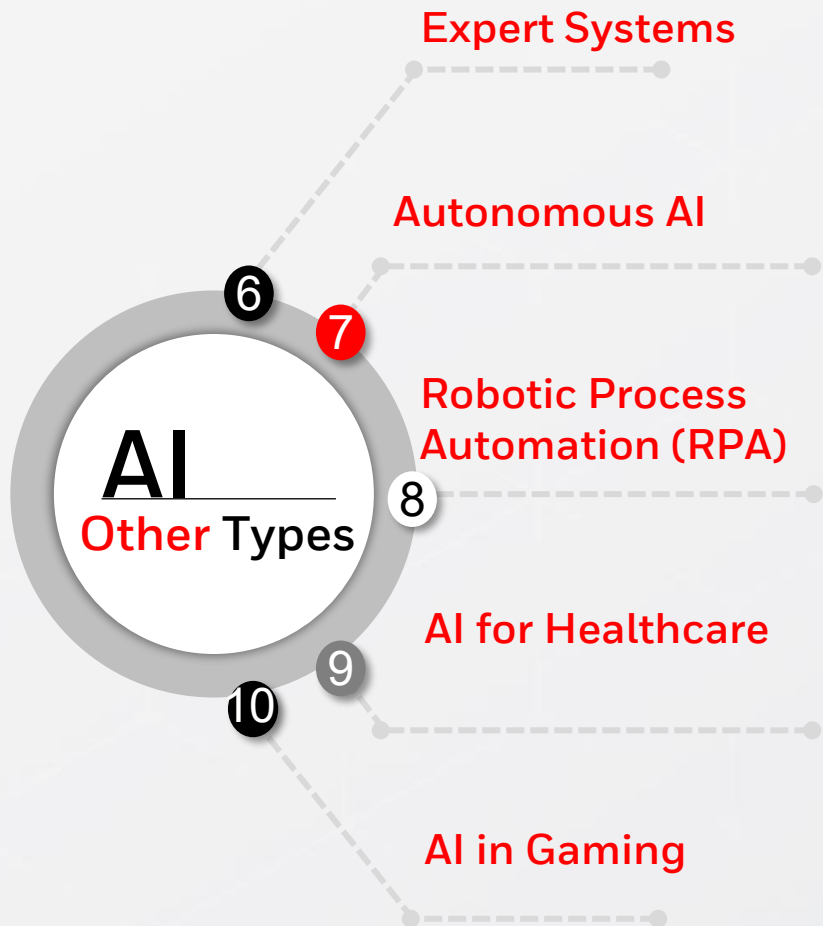 Expert Systems
6
Autonomous AI
7
Robotic Process
Automation (RPA)
8
AI
Other Types
AI for Healthcare
9
10
AI in Gaming